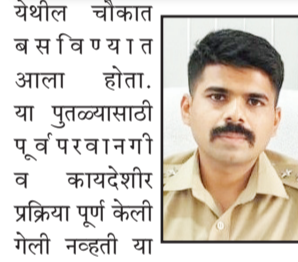 येथील चौकात
बसविण्यात
आला होता.
या पुतळ्यासाठी
पूर्वपरवानगी
व कायदेशीर
प्रक्रिया पूर्ण केली
गेली नव्हती या